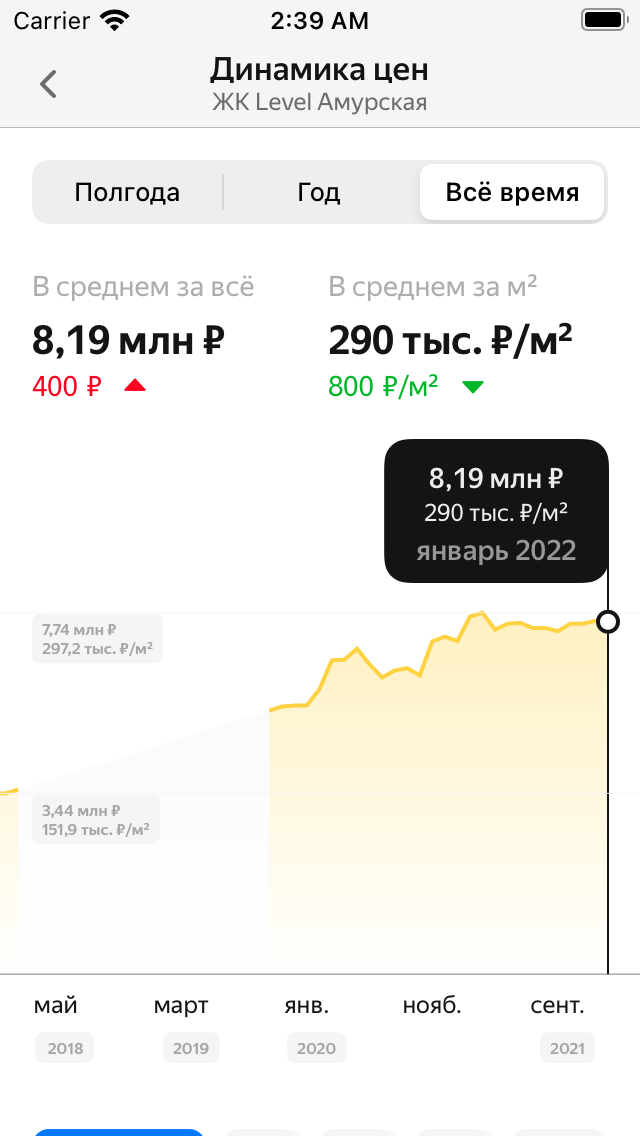 Carrier 2:39 AM
Динамика цен
ЖК Level Амурская
Полгода Год Всё время
В среднем за всё В среднем за м²
8,19 млн ₽ 290 тыс. ₽/м²
400 ₽ 800 ₽/м²
8,19 млн ₽
290 тыс. ₽/м²
январь 2022
7,74 млн ₽
297,2 тыс. ₽/м²
3,44 млн ₽
151,9 тыс. ₽/м²
май март янв. нояб. сент.
2018 2019 2020 2021